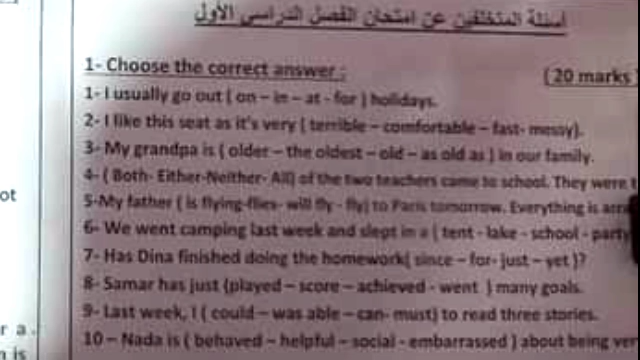 أسئلة المتخلفين عن امتحان الفصل الدراسي الأول
1- Choose the correct answer :
(20 marks
1- I usually go out ( on – in – at - for ) holidays.
2- I like this seat as it's very ( terrible – comfortable – fast- messy).
3- My grandpa is ( older – the oldest – old – as old as ) in our family.
4- ( Both- Either-Neither- All) of the two teachers came to school. They were
5-My father ( is flying-flies- will fly - fly) to Paris tomorrow. Everything is
6- We went camping last week and slept in a ( tent - lake - school - party
7- Has Dina finished doing the homework( since – for- just – yet )?
8- Samar has just (played – score – achieved - went ) many goals.
9- Last week, I ( could – was able – can- must) to read three stories.
10 – Nada is ( behaved – helpful – social - embarrassed ) about being
ot
r a .
is